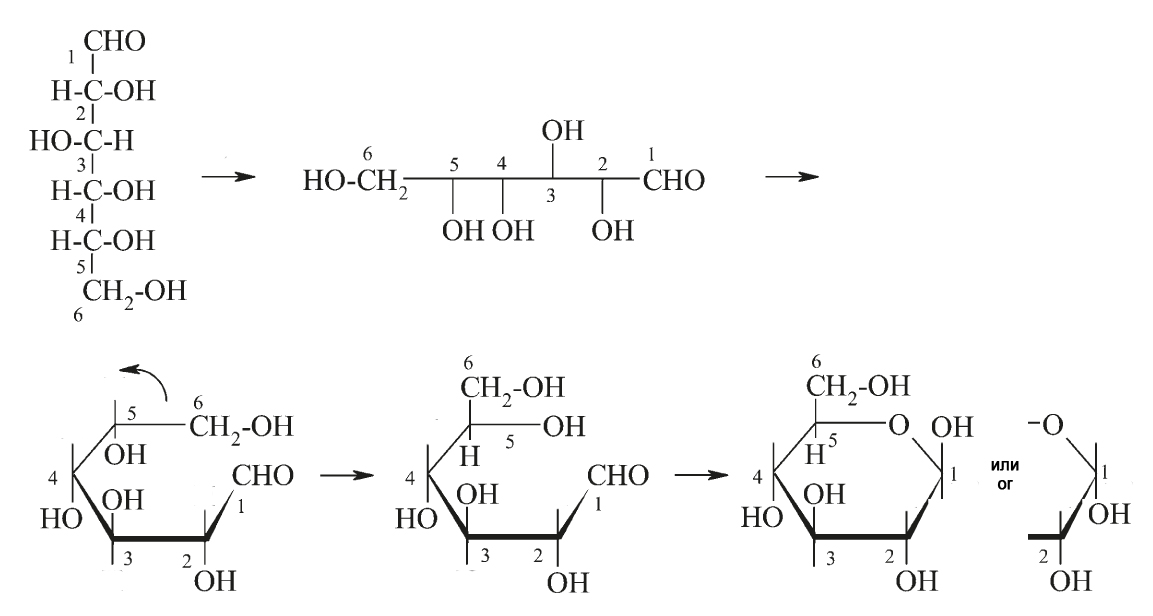 1 CHO
H-C-OH
2
HO-C-H
3
H-C-OH
4
H-C-OH
5
CH2-OH
6
OH
6 5 4 2 1
HO-CH2 CHO
3
OH OH OH
5 6
CH2-OH
OH
4 CHO
OH 1
HO
3 2
OH
6
CH2-OH
5 OH
H
4 CHO
OH 1
HO
3 2
OH
6
CH2-OH
O OH
5
H
4 1
OH
HO
3 2
OH
или
or
-O
1
OH
2
OH